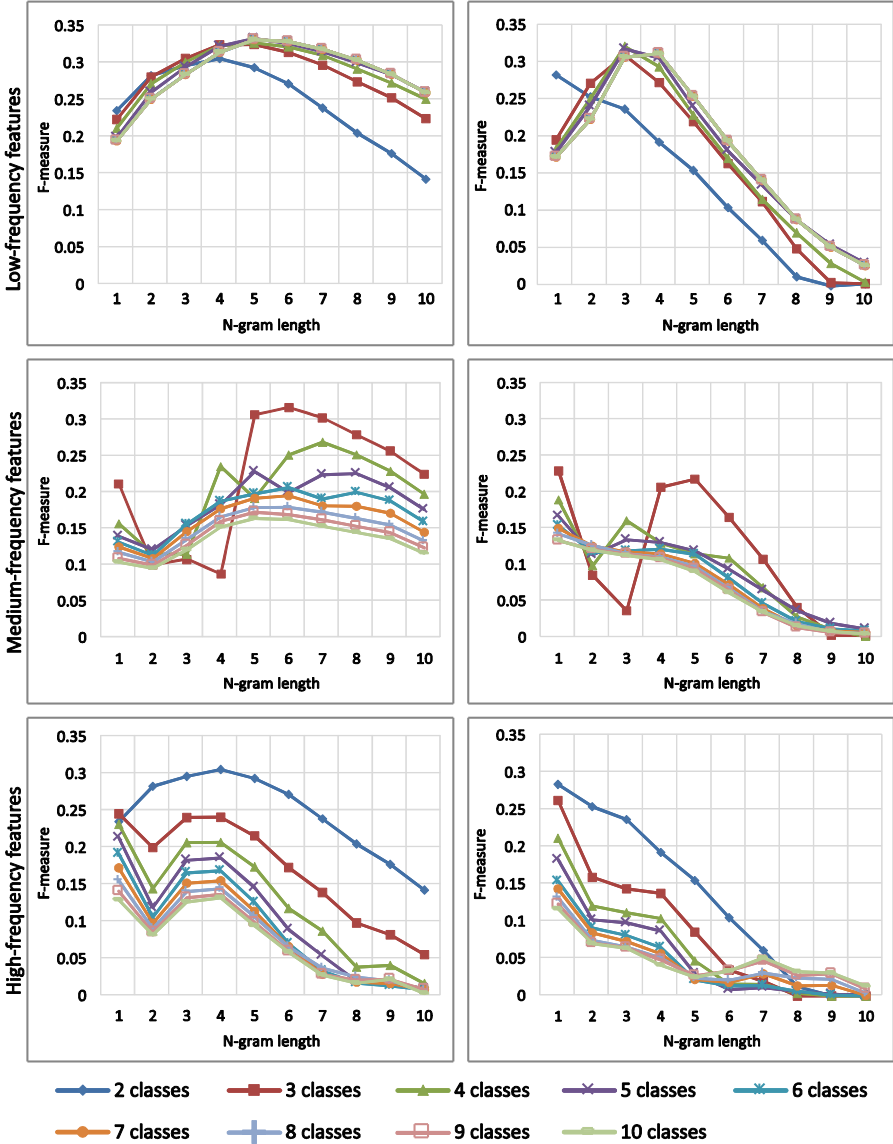 Low-frequency features
F-measure
0.35
0.3
0.25
0.2
0.15
0.1
0.05
0
1 2 3 4 5 6 7 8 9 10
N-gram length
F-measure
0.35
0.3
0.25
0.2
0.15
0.1
0.05
0
1 2 3 4 5 6 7 8 9 10
N-gram length
Medium-frequency features
F-measure
0.35
0.3
0.25
0.2
0.15
0.1
0.05
0
1 2 3 4 5 6 7 8 9 10
N-gram length
F-measure
0.35
0.3
0.25
0.2
0.15
0.1
0.05
0
1 2 3 4 5 6 7 8 9 10
N-gram length
High-frequency features
F-measure
0.35
0.3
0.25
0.2
0.15
0.1
0.05
0
1 2 3 4 5 6 7 8 9 10
N-gram length
F-measure
0.35
0.3
0.25
0.2
0.15
0.1
0.05
0
1 2 3 4 5 6 7 8 9 10
N-gram length
2 classes 3 classes 4 classes 5 classes 6 classes
7 classes 8 classes 9 classes 10 classes